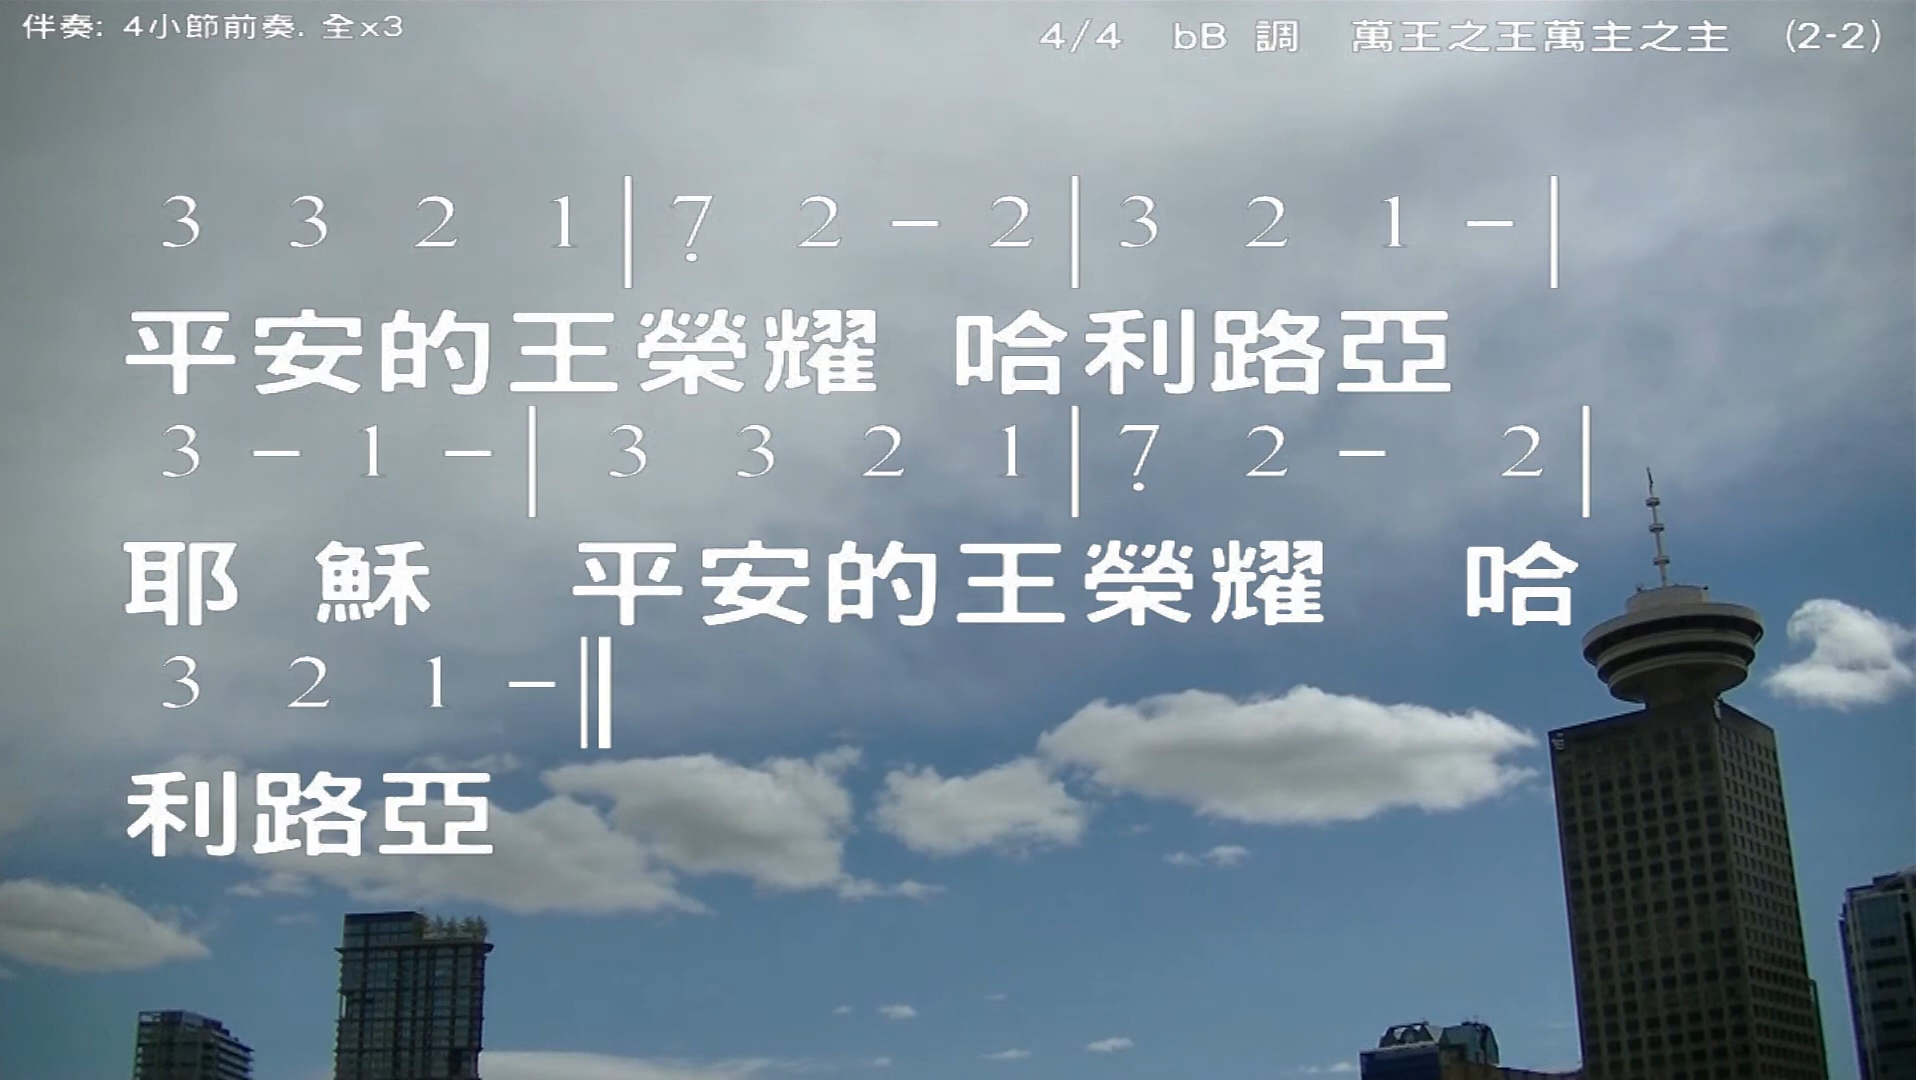 伴奏: 4小節前奏. 全x3
4/4 bB 調 萬王之王萬主之主 (2-2)
3 3 2 1 | 7̣ 2 - 2 | 3 2 1 - |
平安的王榮耀 哈利路亞
3 - 1 - | 3 3 2 1 | 7̣ 2 - 2 |
耶 穌 平安的王榮耀 哈
3 2 1 - ‖
利路亞